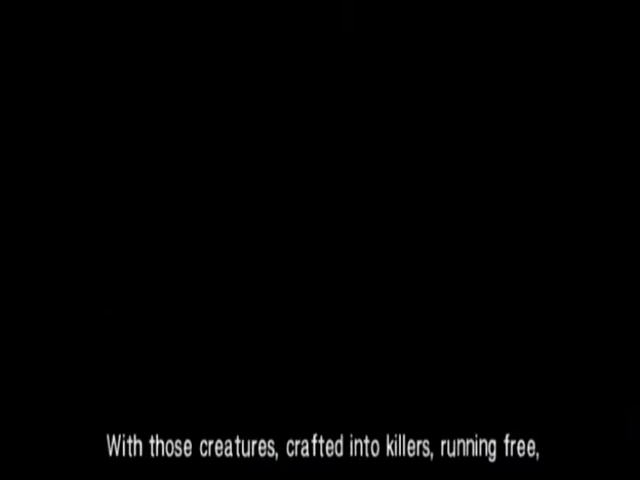 With those creatures, crafted into killers, running free,